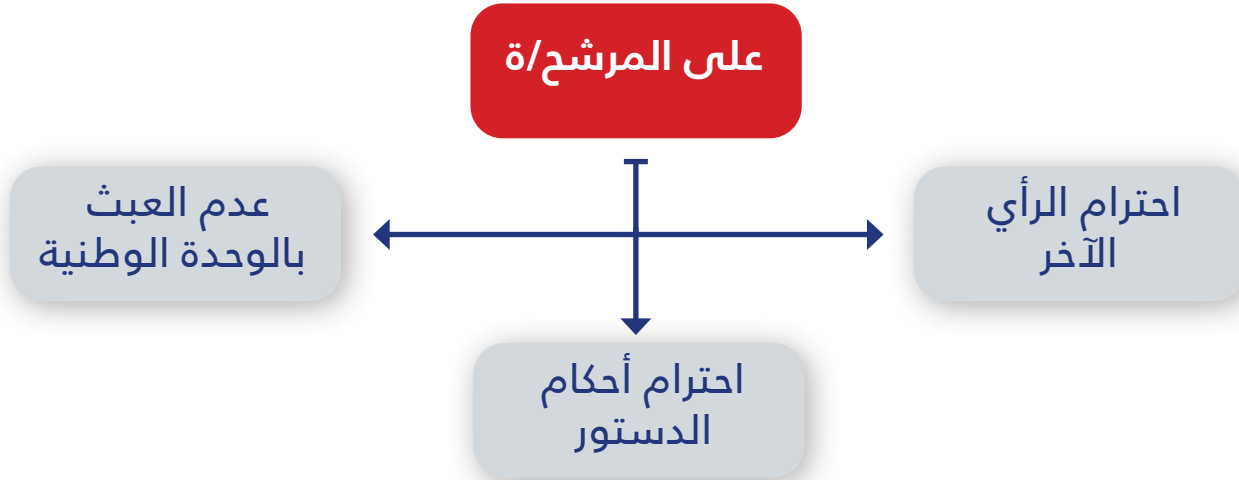 على المرشح/ة
احترام الرأي
الآخر
عدم العبث
بالوحدة الوطنية
احترام أحكام
الدستور